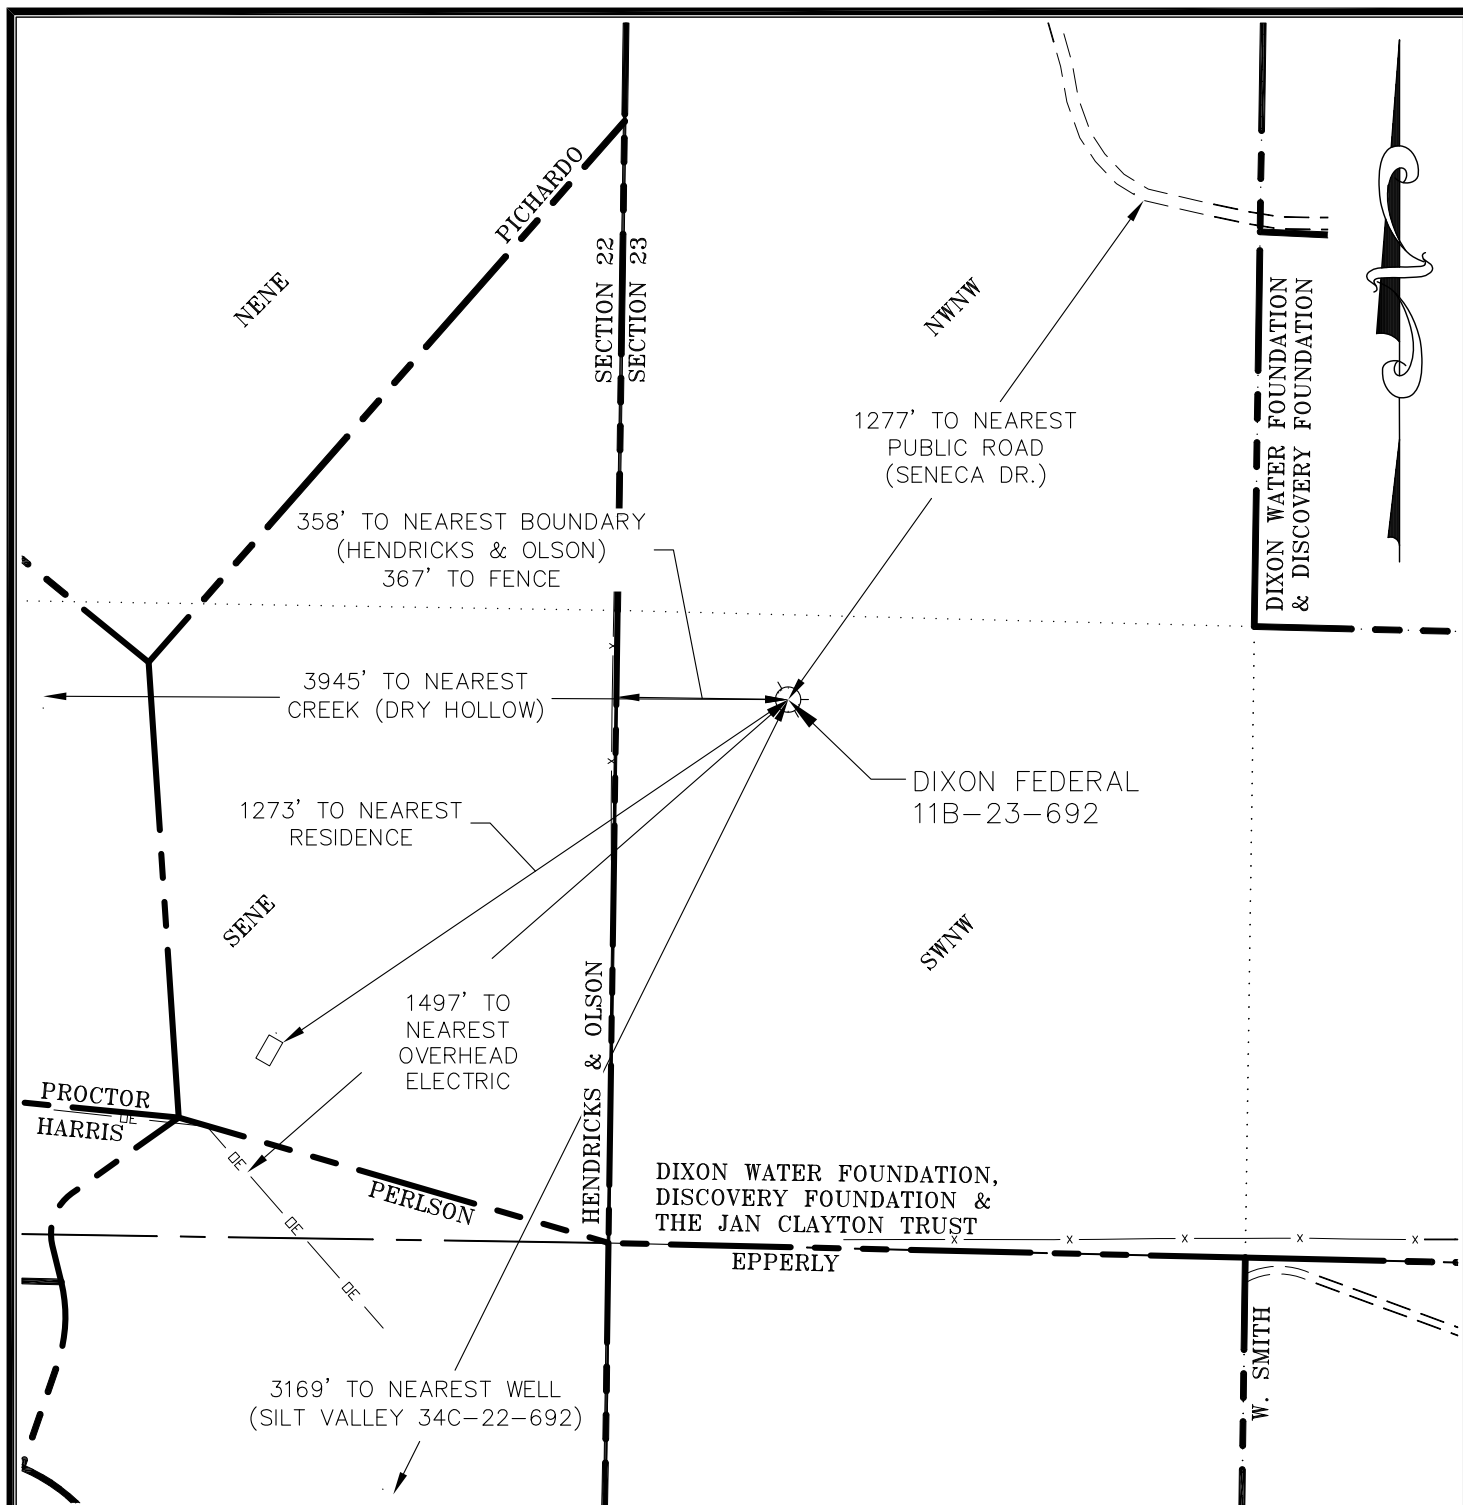 PICHARDO
NENE
SECTION 22
SECTION 23
NWNW
DIXON WATER FOUNDATION
& DISCOVERY FOUNDATION
1277' TO NEAREST
PUBLIC ROAD
(SENECA DR.)
358' TO NEAREST BOUNDARY
(HENDRICKS & OLSON)
367' TO FENCE
3945' TO NEAREST
CREEK (DRY HOLLOW)
DIXON FEDERAL
11B-23-692
1273' TO NEAREST
RESIDENCE
SENE
SWNW
1497' TO
NEAREST
OVERHEAD
ELECTRIC
HENDRICKS & OLSON
PROCTOR
OE
HARRIS
OE
PERLSON
OE
OE
DIXON WATER FOUNDATION,
DISCOVERY FOUNDATION &
THE JAN CLAYTON TRUST
X X X X X
EPPERLY
W. SMITH
3169' TO NEAREST WELL
(SILT VALLEY 34C-22-692)